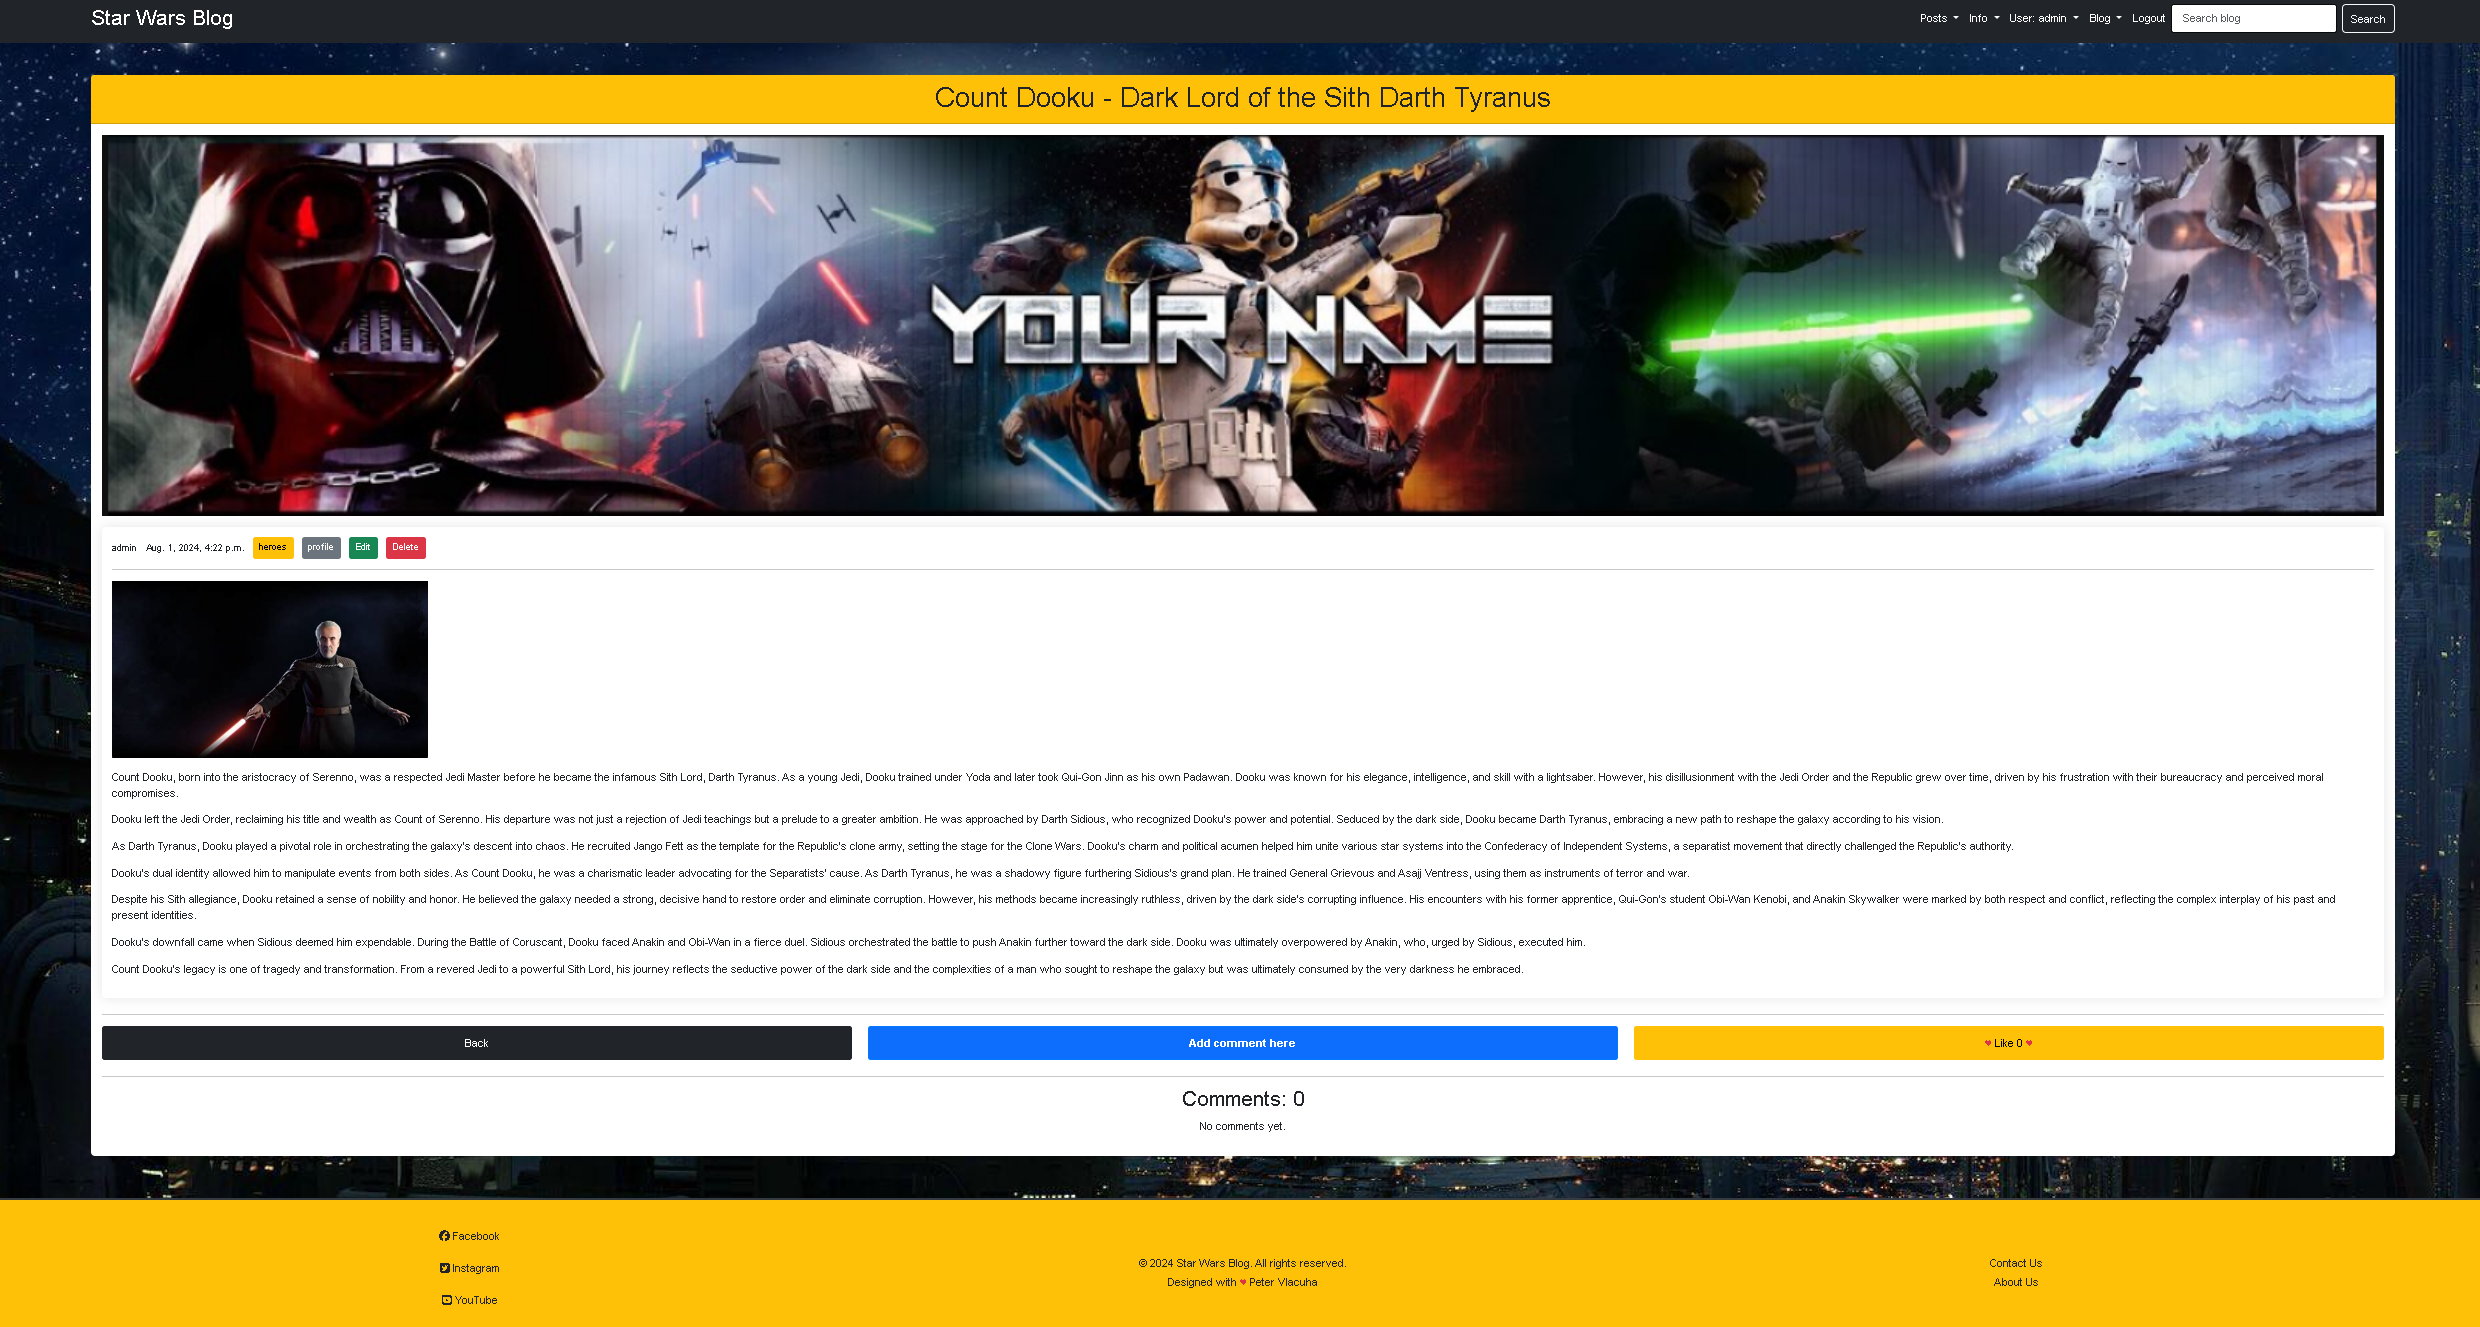 Star Wars Blog
Posts Info User: admin Blog Logout Search blog Search
Count Dooku - Dark Lord of the Sith Darth Tyranus
YOUR NAME
admin Aug. 1, 2024, 4:22 p.m. heroes profile Edit Delete
Count Dooku, born into the aristocracy of Serenno, was a respected Jedi Master before he became the infamous Sith Lord, Darth Tyranus. As a young Jedi, Dooku trained under Yoda and later took Qui-Gon Jinn as his own Padawan. Dooku was known for his elegance, intelligence, and skill with a lightsaber. However, his disillusionment with the Jedi Order and the Republic grew over time, driven by his frustration with their bureaucracy and perceived moral
compromises.
Dooku left the Jedi Order, reclaiming his title and wealth as Count of Serenno. His departure was not just a rejection of Jedi teachings but a prelude to a greater ambition. He was approached by Darth Sidious, who recognized Dooku's power and potential. Seduced by the dark side, Dooku became Darth Tyranus, embracing a new path to reshape the galaxy according to his vision.
As Darth Tyranus, Dooku played a pivotal role in orchestrating the galaxy's descent into chaos. He recruited Jango Fett as the template for the Republic's clone army, setting the stage for the Clone Wars. Dooku's charm and political acumen helped him unite various star systems into the Confederacy of Independent Systems, a separatist movement that directly challenged the Republic's authority.
Dooku's dual identity allowed him to manipulate events from both sides. As Count Dooku, he was a charismatic leader advocating for the Separatists' cause. As Darth Tyranus, he was a shadowy figure furthering Sidious's grand plan. He trained General Grievous and Asajj Ventress, using them as instruments of terror and war.
Despite his Sith allegiance, Dooku retained a sense of nobility and honor. He believed the galaxy needed a strong, decisive hand to restore order and eliminate corruption. However, his methods became increasingly ruthless, driven by the dark side's corrupting influence. His encounters with his former apprentice, Qui-Gon's student Obi-Wan Kenobi, and Anakin Skywalker were marked by both respect and conflict, reflecting the complex interplay of his past and
present identities.
Dooku's downfall came when Sidious deemed him expendable. During the Battle of Coruscant, Dooku faced Anakin and Obi-Wan in a fierce duel. Sidious orchestrated the battle to push Anakin further toward the dark side. Dooku was ultimately overpowered by Anakin, who, urged by Sidious, executed him.
Count Dooku's legacy is one of tragedy and transformation. From a revered Jedi to a powerful Sith Lord, his journey reflects the seductive power of the dark side and the complexities of a man who sought to reshape the galaxy but was ultimately consumed by the very darkness he embraced.
Back
Add comment here
♥ Like 0 ♥
Comments: 0
No comments yet.
Facebook
Instagram
YouTube
© 2024 Star Wars Blog. All rights reserved.
Designed with ♥ Peter Vlacuha
Contact Us
About Us